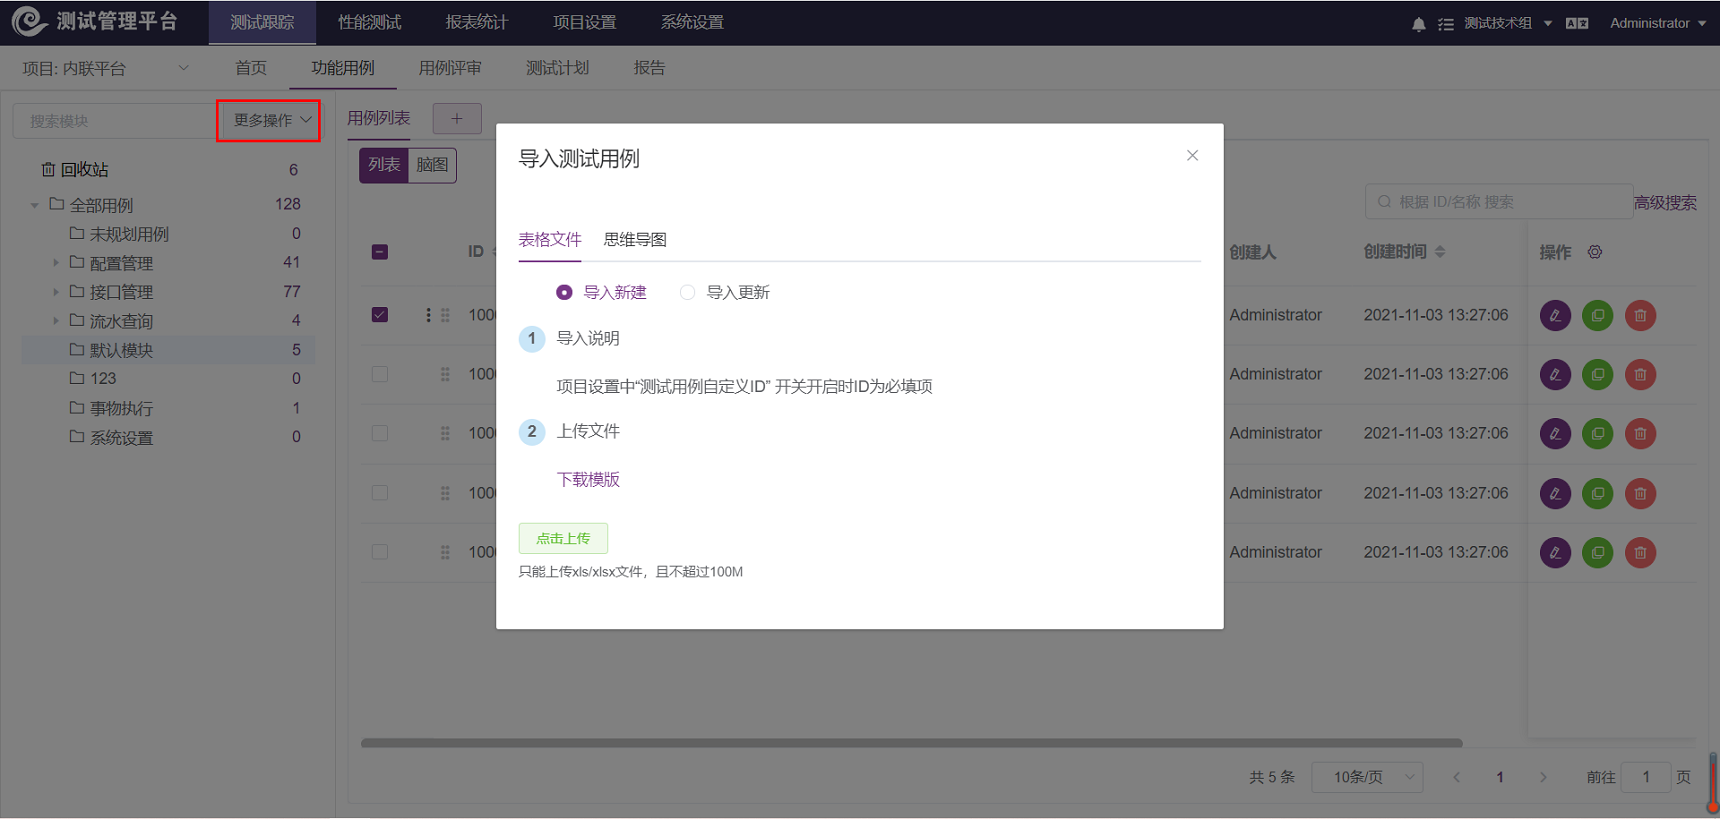 测试管理平台 测试跟踪 性能测试 报表统计 项目设置 系统设置 测试技术组 Administrator
项目: 内联平台 首页 功能用例 用例评审 测试计划 报告
搜索模块 更多操作 用例列表 +
回收站 6
全部用例 128
未规划用例 0
配置管理 41
接口管理 77
流水查询 4
默认模块 5
123 0
事物执行 1
系统设置 0
列表 脑图
根据 ID/名称 搜索 高级搜索
ID 创建人 创建时间 操作
100 Administrator 2021-11-03 13:27:06
100 Administrator 2021-11-03 13:27:06
100 Administrator 2021-11-03 13:27:06
100 Administrator 2021-11-03 13:27:06
100 Administrator 2021-11-03 13:27:06
导入测试用例
表格文件 思维导图
导入新建 导入更新
1 导入说明
项目设置中“测试用例自定义ID” 开关开启时ID为必填项
2 上传文件
下载模版
点击上传
只能上传xls/xlsx文件，且不超过100M
共 5 条 10条/页 1 前往 1 页